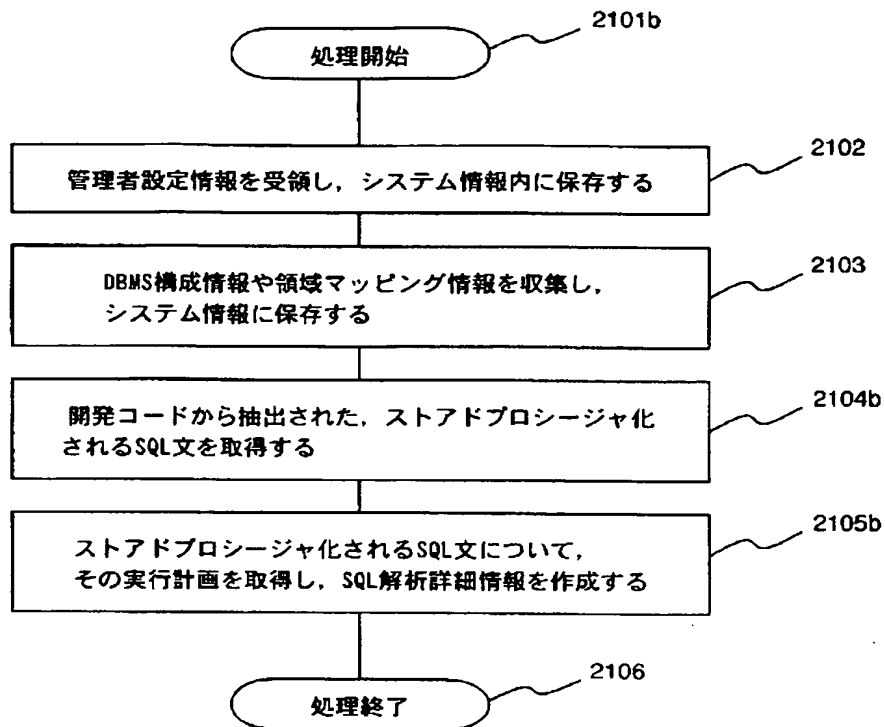 2101b
処理開始
2102
管理者設定情報を受領し，システム情報内に保存する
2103
DBMS構成情報や領域マッピング情報を収集し，
システム情報に保存する
2104b
開発コードから抽出された，ストアドプロシージャ化
されるSQL文を取得する
2105b
ストアドプロシージャ化されるSQL文について，
その実行計画を取得し，SQL解析詳細情報を作成する
2106
処理終了